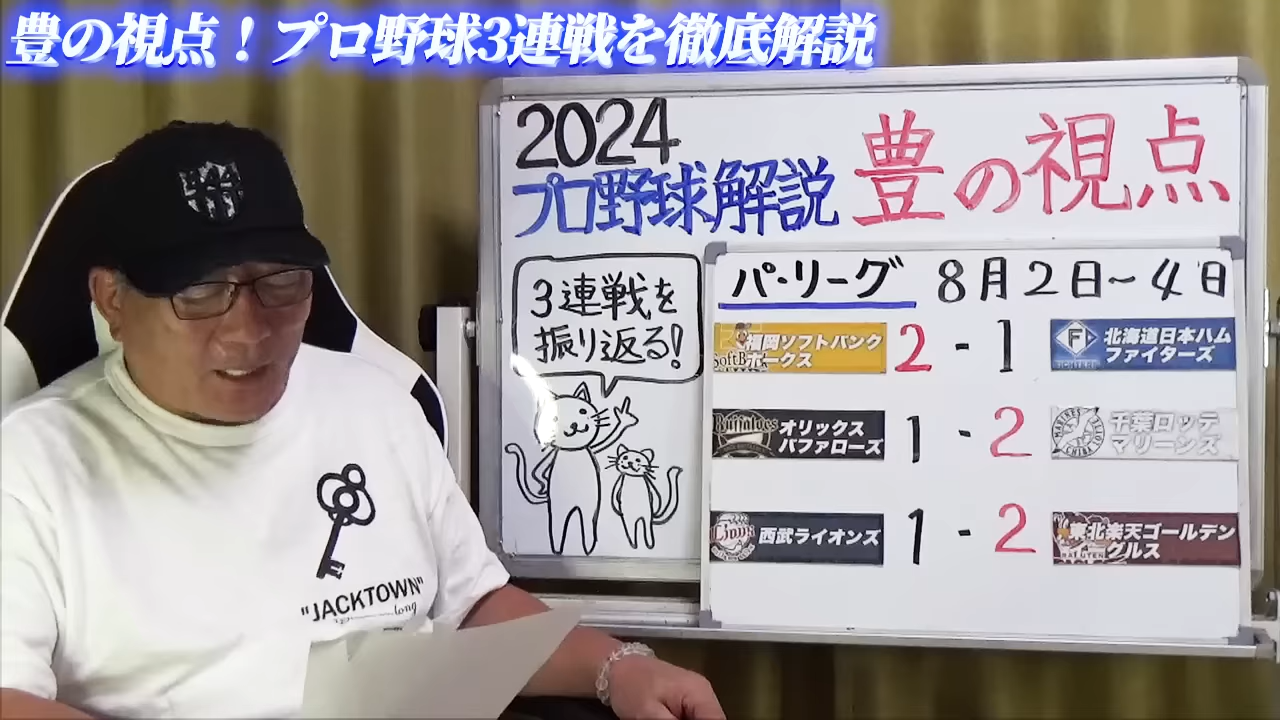 豊の視点！プロ野球3連戦を徹底解説
2024
プロ野球解説
豊の視点
3連戦を
振り返る!
パ・リーグ 8月2日~4日
福岡ソフトバンク
ホークス
2 - 1
北海道日本ハム
ファイターズ
Buffaloes
オリックス
バファローズ
1 - 2
MARINES
CHIBA LOTTE
千葉ロッテ
マリーンズ
Lions
西武ライオンズ
1 - 2
東北楽天ゴールデン
イーグルス
"JACKTOWN"